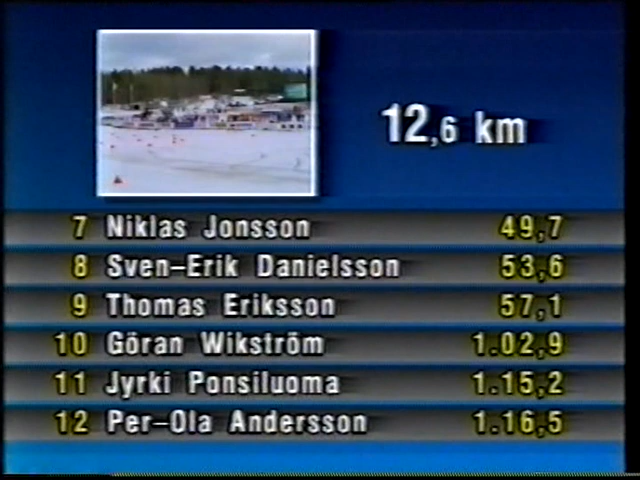 12,6 km
7 Niklas Jonsson 49,7
8 Sven-Erik Danielsson 53,6
9 Thomas Eriksson 57,1
10 Göran Wikström 1.02,9
11 Jyrki Ponsiluoma 1.15,2
12 Per-Ola Andersson 1.16,5